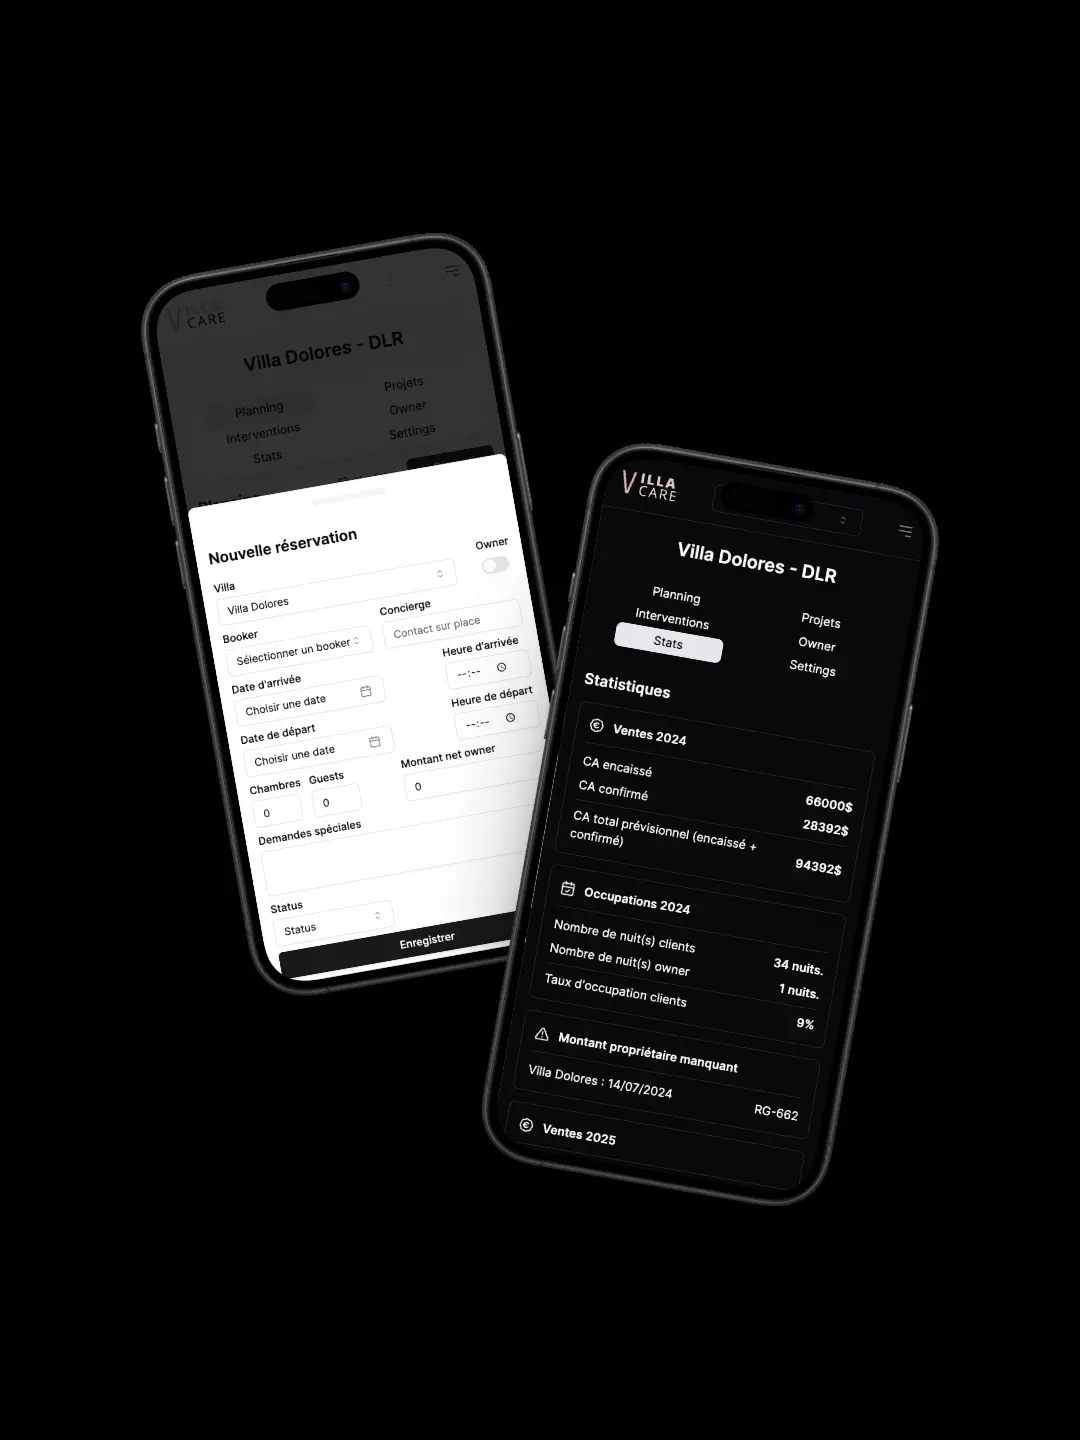 VILLA
CARE
Villa Dolores - DLR
Planning
Projets
Interventions
Owner
Stats
Settings
Nouvelle réservation
Owner
Villa
Villa Dolores
Booker
Concierge
Sélectionner un booker
Contact sur place
Date d'arrivée
Heure d'arrivée
Choisir une date
--:--
Date de départ
Heure de départ
Choisir une date
--:--
Chambres
Guests
Montant net owner
0
0
0
Demandes spéciales
Status
Status
Enregistrer
VILLA
CARE
Villa Dolores - DLR
Planning
Projets
Interventions
Owner
Stats
Settings
Statistiques
Ventes 2024
CA encaissé
66000$
CA confirmé
28392$
CA total prévisionnel (encaissé +
confirmé)
94392$
Occupations 2024
Nombre de nuit(s) clients
34 nuits.
Nombre de nuit(s) owner
1 nuits.
Taux d'occupation clients
9%
Montant propriétaire manquant
Villa Dolores : 14/07/2024
RG-662
Ventes 2025